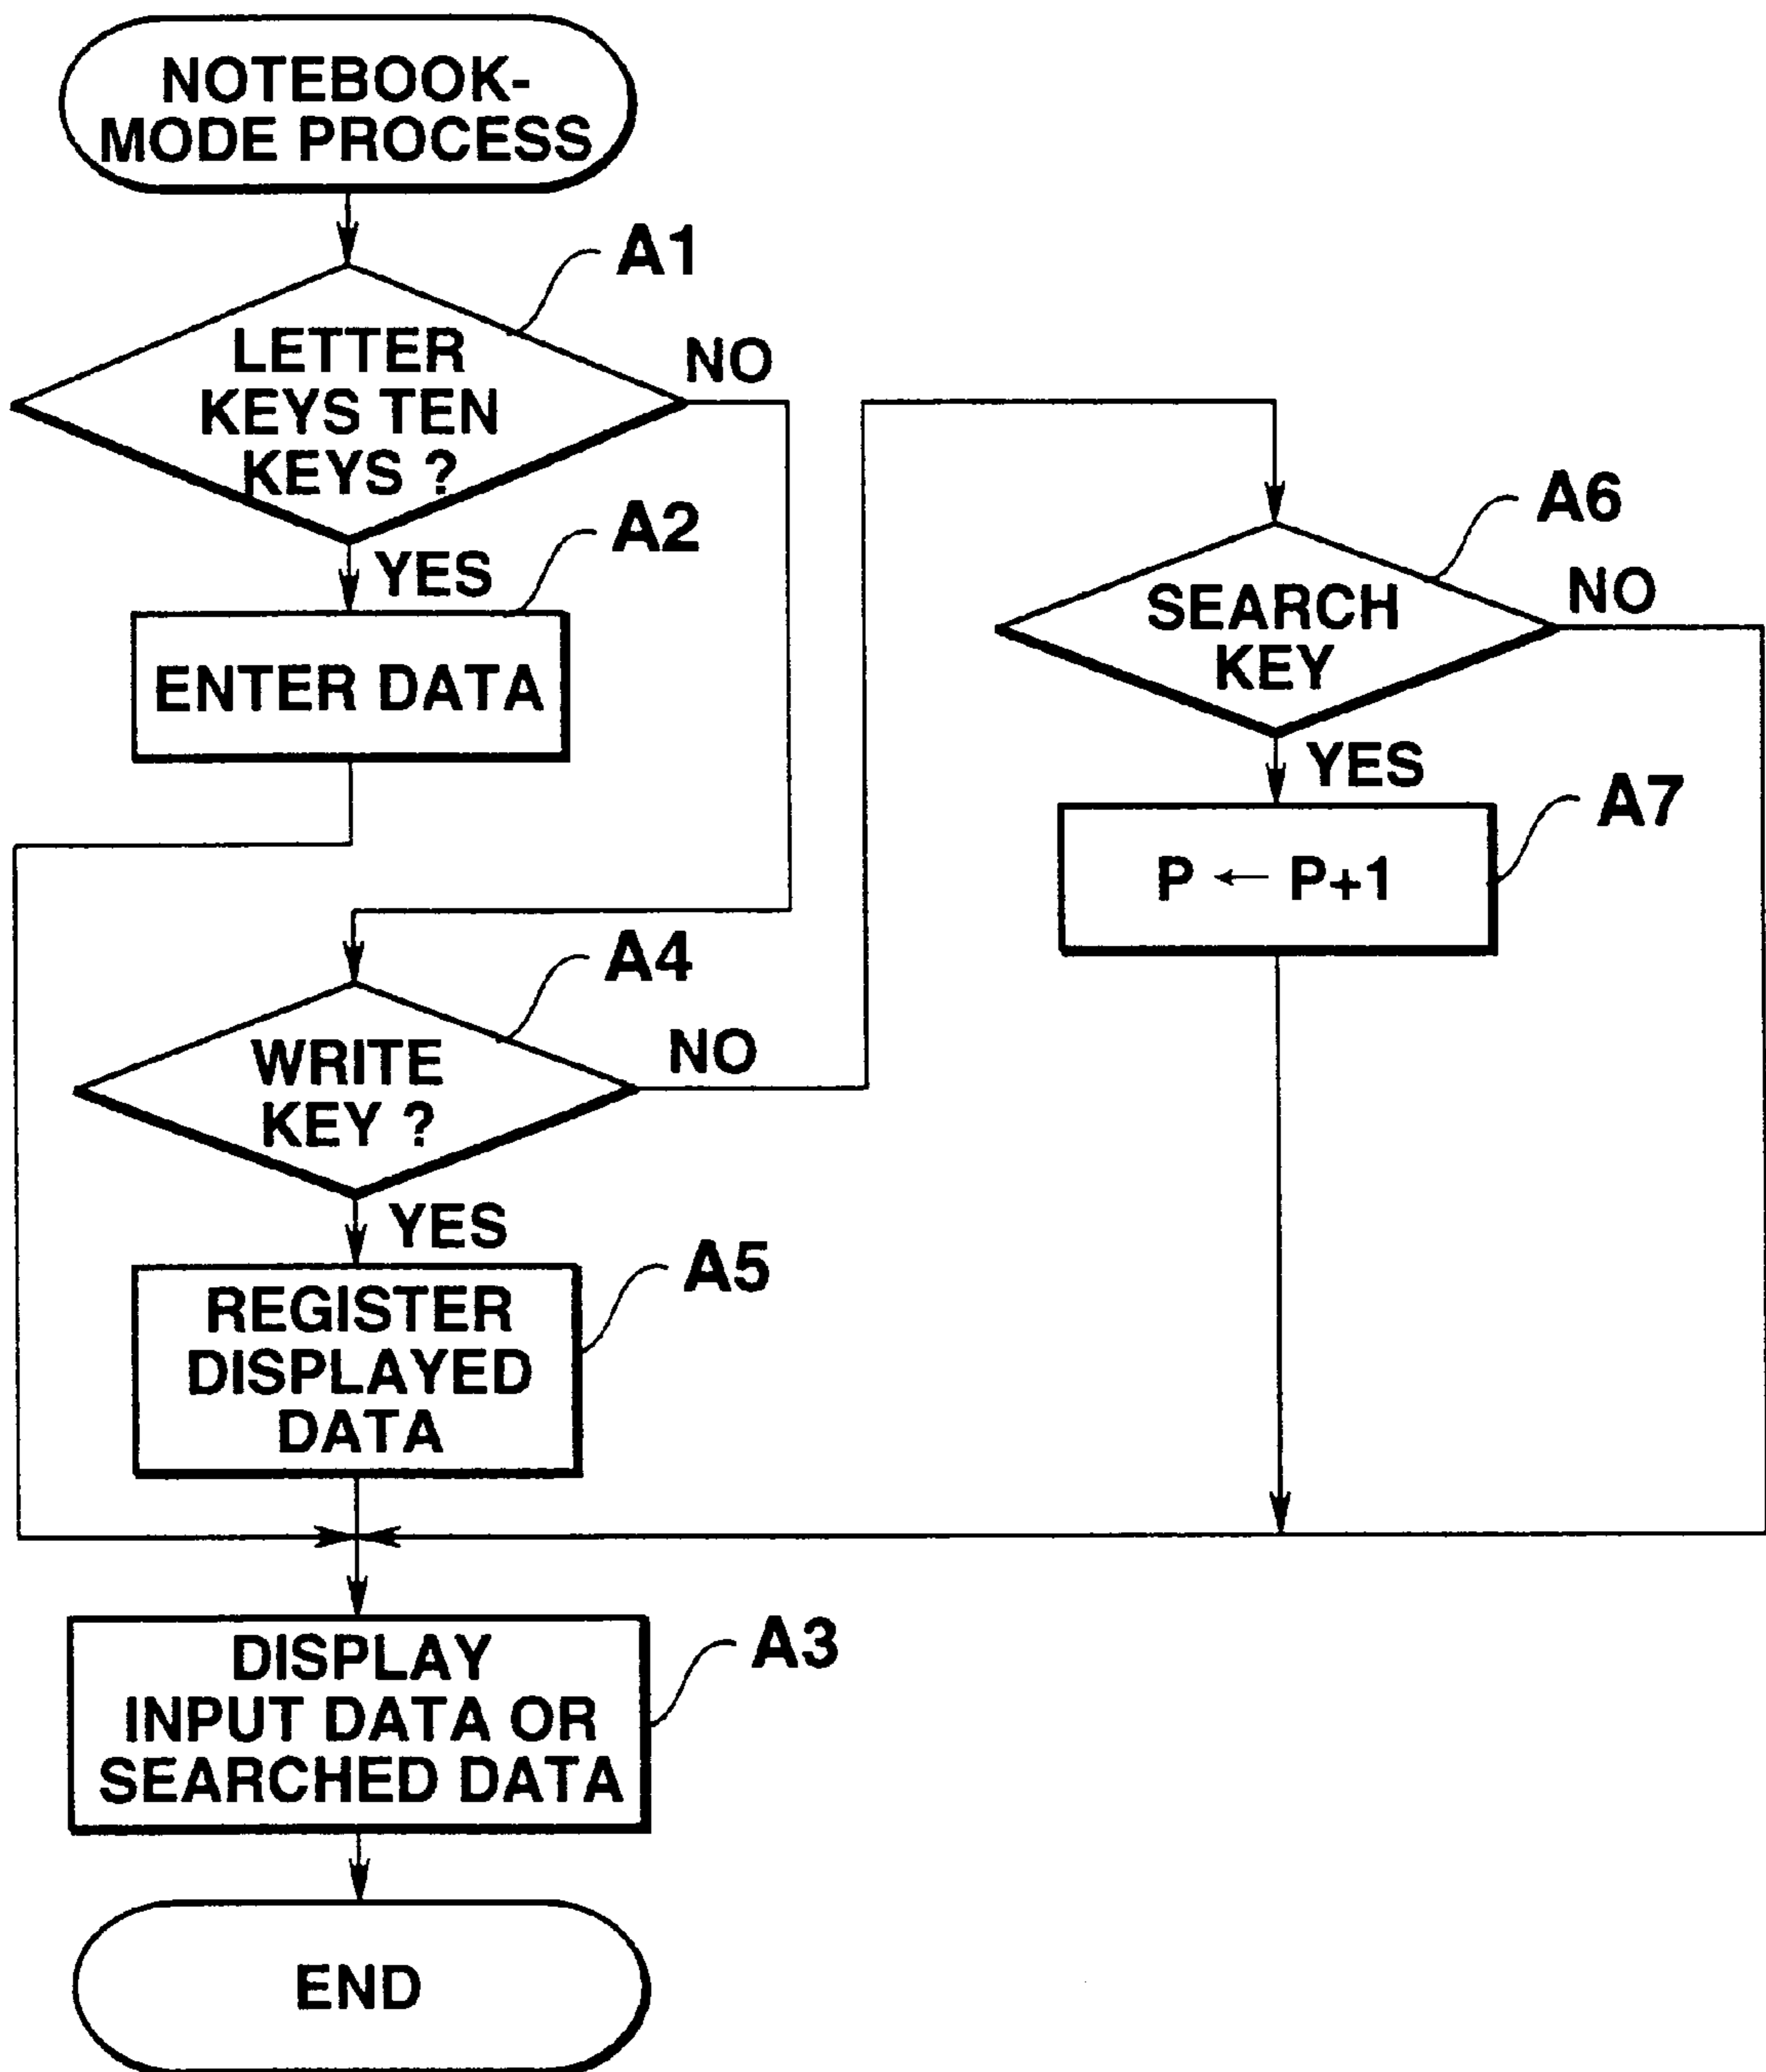 NOTEBOOK-
MODE PROCESS
A1
LETTER
KEYS TEN
KEYS ?
NO
YES
A2
ENTER DATA
A4
WRITE
KEY ?
NO
YES
A5
REGISTER
DISPLAYED
DATA
A6
SEARCH
KEY
NO
YES
A7
P ← P+1
A3
DISPLAY
INPUT DATA OR
SEARCHED DATA
END